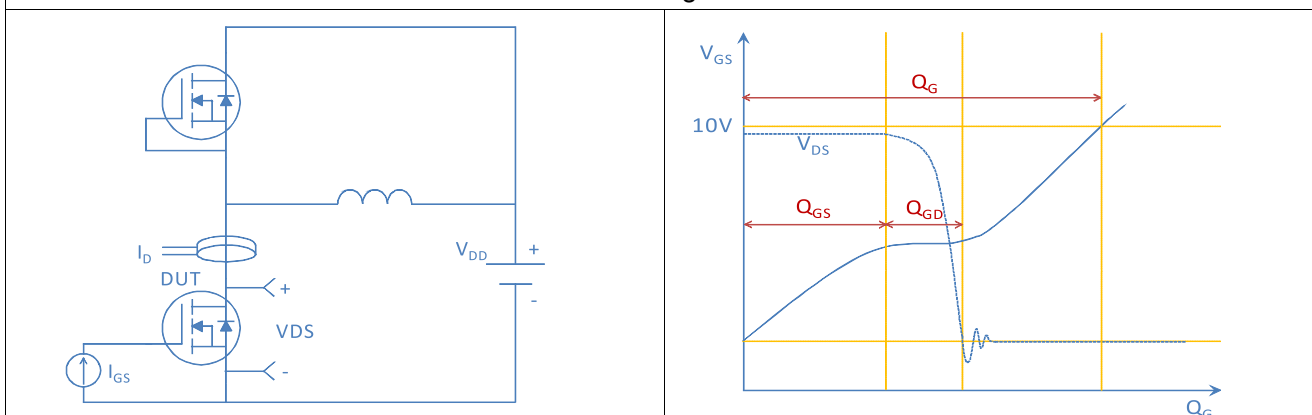 V_GS
Q_G
10V
V_DS
Q_GS
Q_GD
I_D
V_DD
+
-
DUT
+
VDS
-
I_GS
Q_G